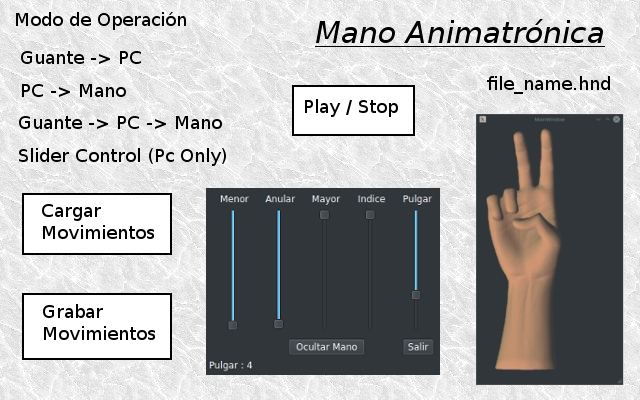 Modo de Operación
Mano Animatrónica
Guante -> PC
PC -> Mano
Guante -> PC -> Mano
Slider Control (Pc Only)
Play / Stop
file_name.hnd
MainWindow
Cargar
Movimientos
Grabar
Movimientos
Menor Anular Mayor Indice Pulgar
Ocultar Mano Salir
Pulgar : 4